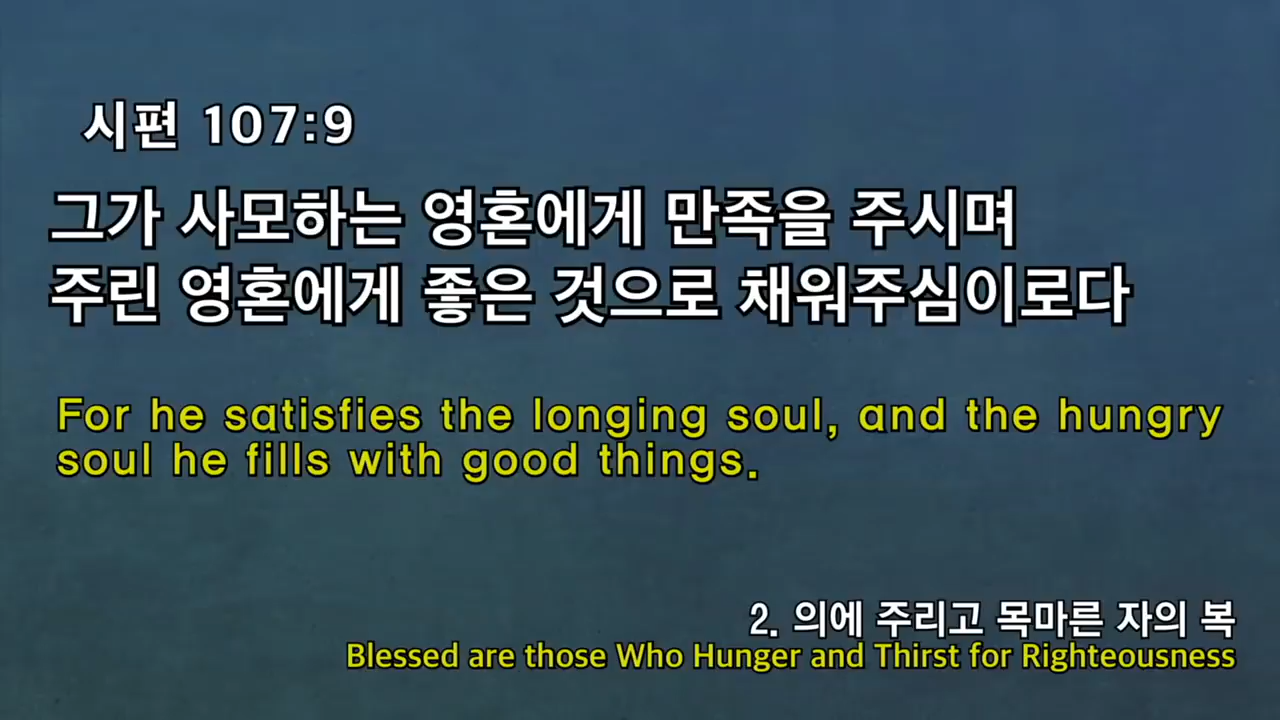 시편 107:9
그가 사모하는 영혼에게 만족을 주시며
주린 영혼에게 좋은 것으로 채워주심이로다
For he satisfies the longing soul, and the hungry
soul he fills with good things.
2. 의에 주리고 목마른 자의 복
Blessed are those Who Hunger and Thirst for Righteousness